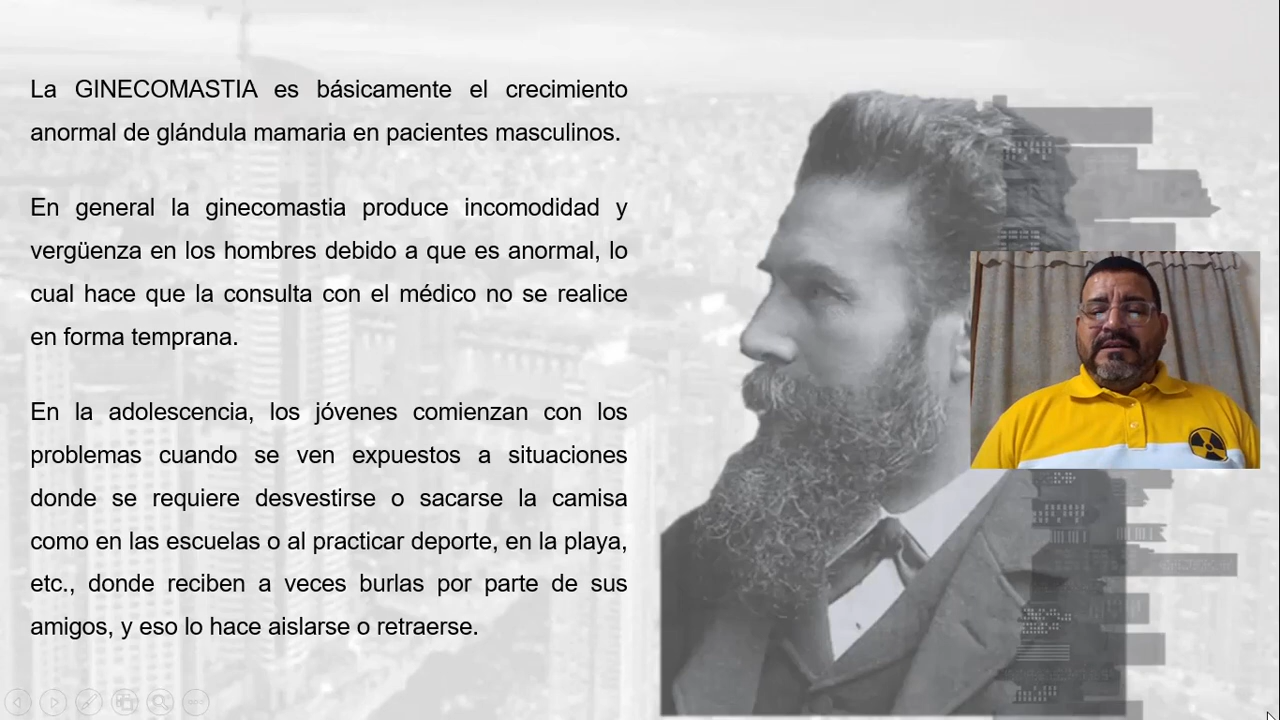 La GINECOMASTIA es básicamente el crecimiento
anormal de glándula mamaria en pacientes masculinos.
En general la ginecomastia produce incomodidad y
vergüenza en los hombres debido a que es anormal, lo
cual hace que la consulta con el médico no se realice
en forma temprana.
En la adolescencia, los jóvenes comienzan con los
problemas cuando se ven expuestos a situaciones
donde se requiere desvestirse o sacarse la camisa
como en las escuelas o al practicar deporte, en la playa,
etc., donde reciben a veces burlas por parte de sus
amigos, y eso lo hace aislarse o retraerse.